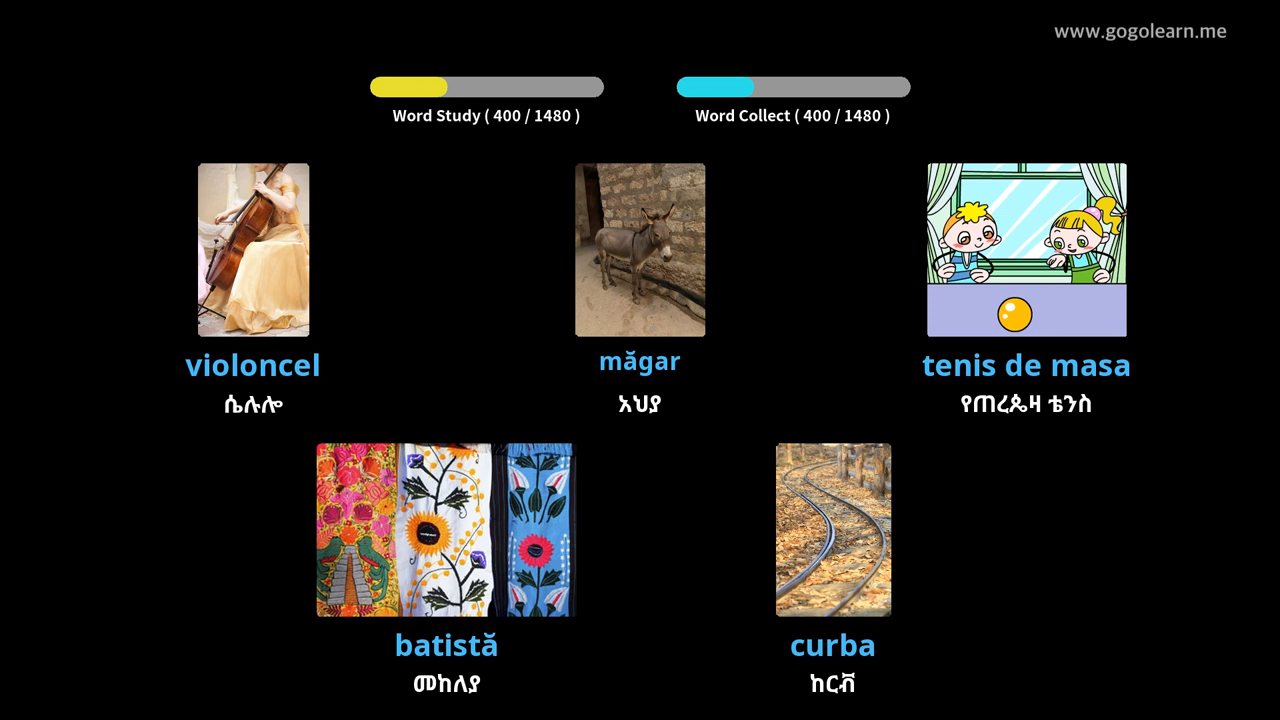 www.gogolearn.me
Word Study ( 400 / 1480 )
Word Collect ( 400 / 1480 )
violoncel
ሴሉሎ
măgar
አህያ
tenis de masa
የጠረጴዛ ቴንስ
batistă
መከለያ
curba
ከርቭ